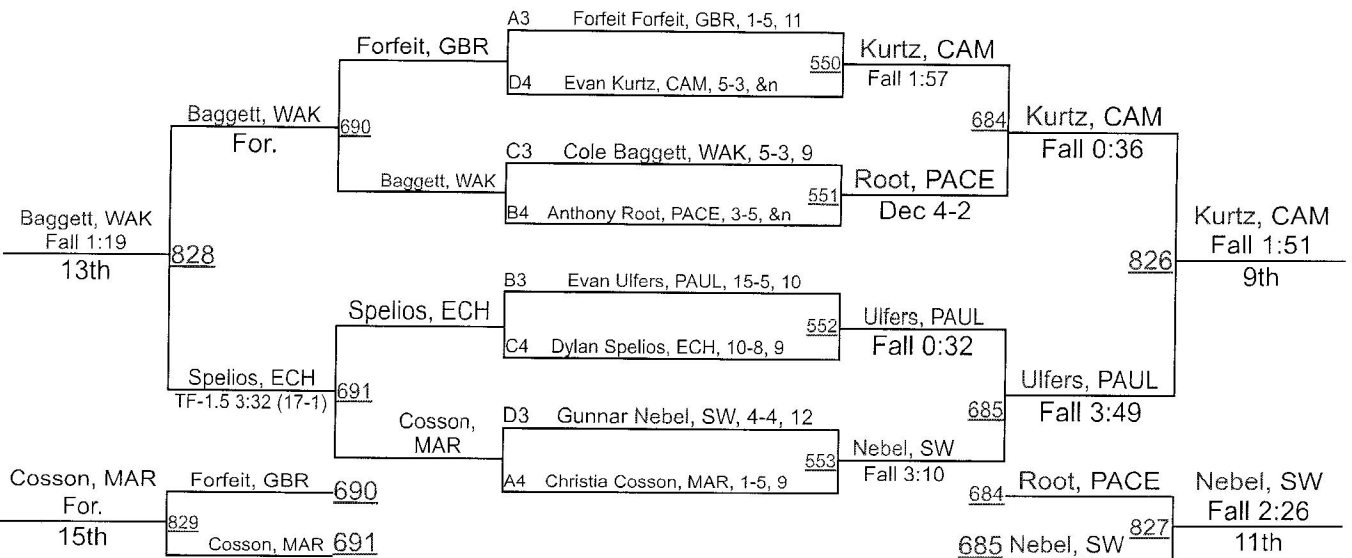 A3 Forfeit Forfeit, GBR, 1-5, 11
Forfeit, GBR
550
Kurtz, CAM
Fall 1:57
D4 Evan Kurtz, CAM, 5-3, &n
Baggett, WAK
For.
690
684
Kurtz, CAM
Fall 0:36
C3 Cole Baggett, WAK, 5-3, 9
Baggett, WAK
551
Root, PACE
Dec 4-2
B4 Anthony Root, PACE, 3-5, &n
Baggett, WAK
Fall 1:19
13th
828
826
Kurtz, CAM
Fall 1:51
9th
B3 Evan Ulfers, PAUL, 15-5, 10
Spelios, ECH
552
Ulfers, PAUL
Fall 0:32
C4 Dylan Spelios, ECH, 10-8, 9
Spelios, ECH
TF-1.5 3:32 (17-1)
691
685
Ulfers, PAUL
Fall 3:49
D3 Gunnar Nebel, SW, 4-4, 12
Cosson,
MAR
553
Nebel, SW
Fall 3:10
A4 Christia Cosson, MAR, 1-5, 9
Cosson, MAR
For.
15th
829
Forfeit, GBR 690
Cosson, MAR 691
684 Root, PACE
685 Nebel, SW
827
Nebel, SW
Fall 2:26
11th